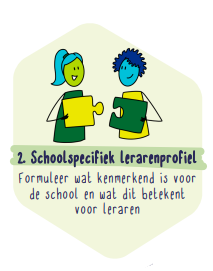 2. Schoolspecifiek lerarenprofiel
Formuleer wat kenmerkend is voor
de school en wat dit betekent
voor leraren